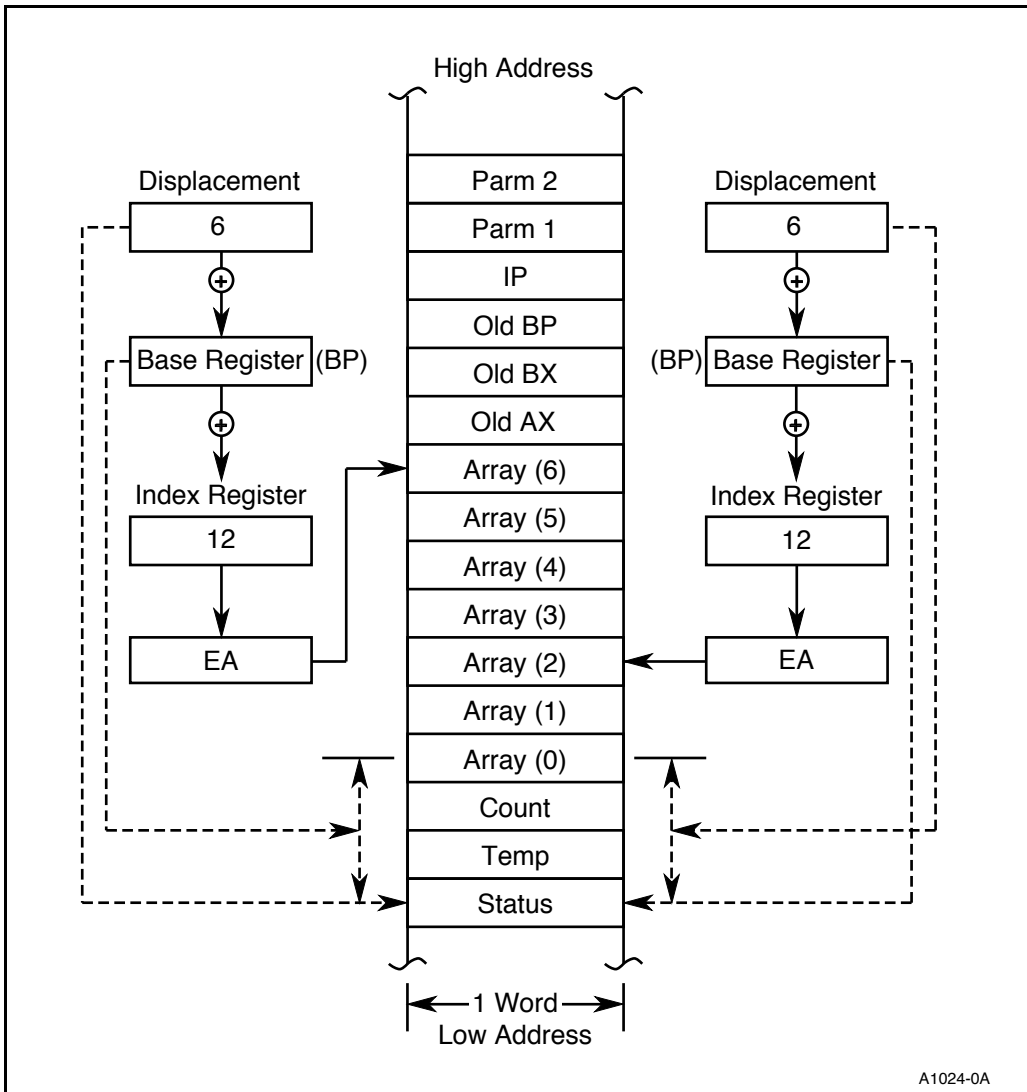 High Address
Displacement
6
Base Register (BP)
Index Register
12
EA
Parm 2
Parm 1
IP
Old BP
Old BX
Old AX
Array (6)
Array (5)
Array (4)
Array (3)
Array (2)
Array (1)
Array (0)
Count
Temp
Status
Displacement
6
(BP) Base Register
Index Register
12
EA
1 Word
Low Address
A1024-0A